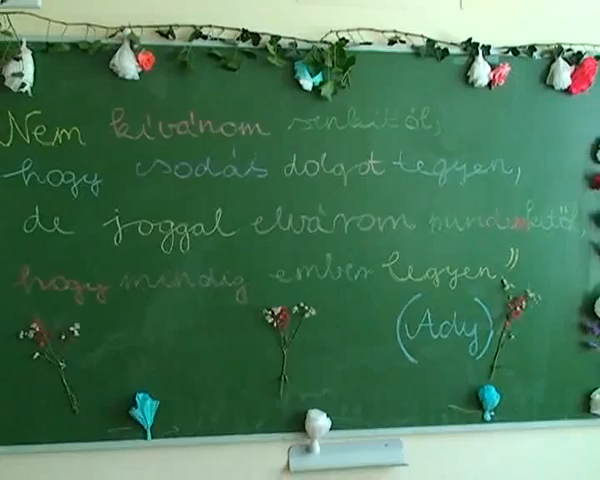 Nem kívánom senkitől,
hogy csodás dolgot tegyen,
de joggal elvárom mindenkitől,
hogy mindig ember legyen"
(Ady)